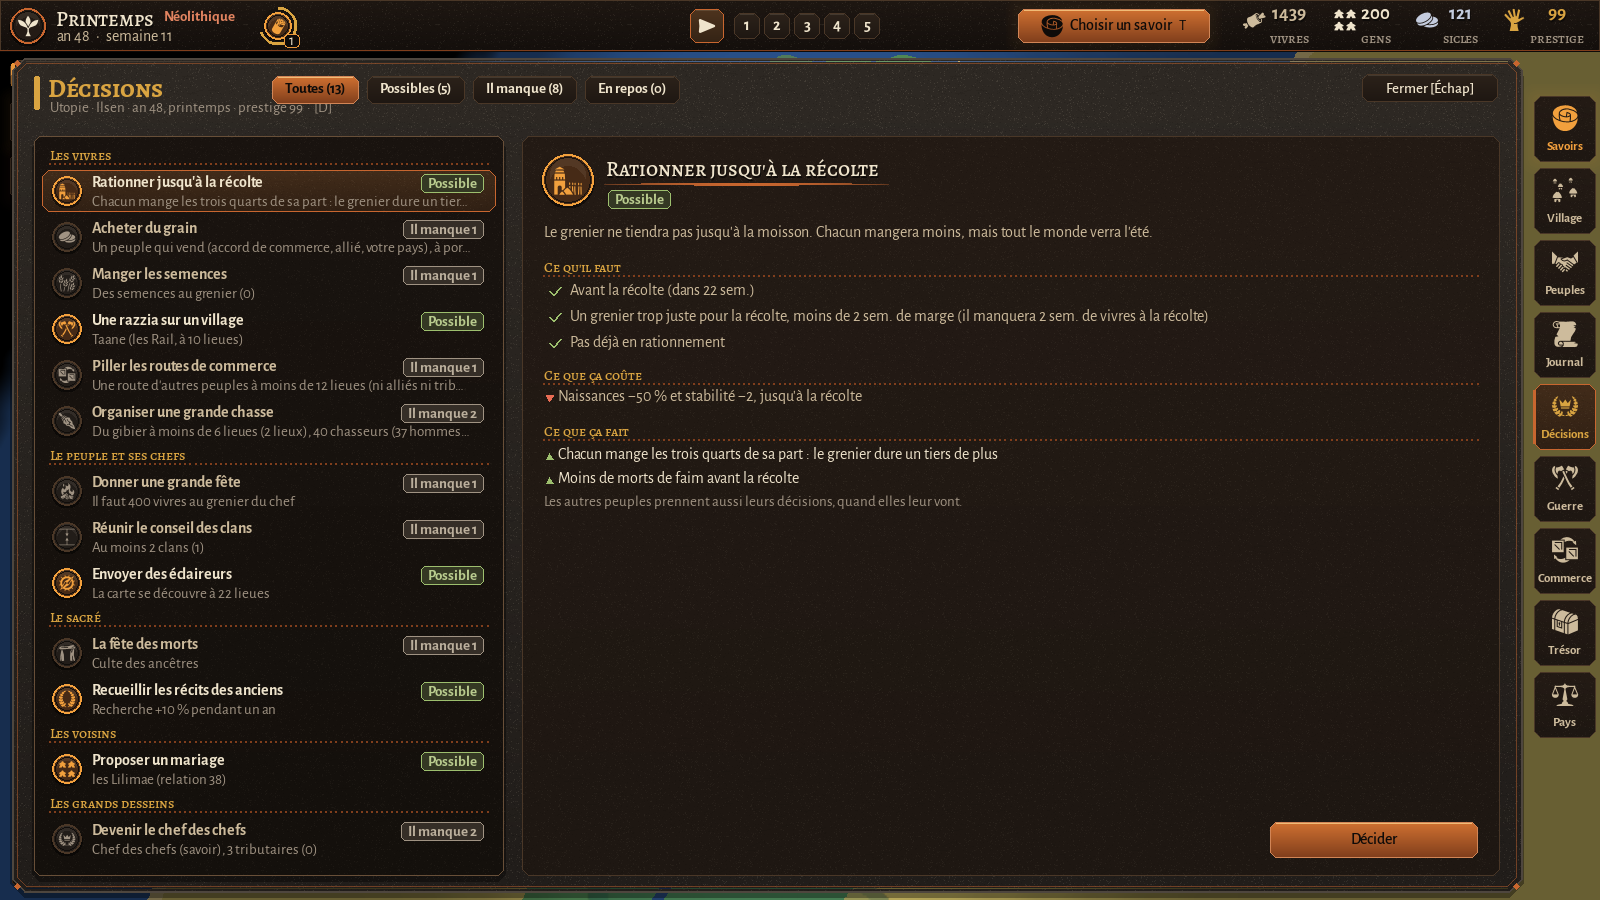 Printemps Néolithique
an 48 · semaine 11
1
1 2 3 4 5
Choisir un savoir T
1439 VIVRES
200 GENS
121 SICLES
99 PRESTIGE
Décisions
Utopie · Ilsen · an 48, printemps · prestige 99 · [D]
Toutes (13)
Possibles (5)
Il manque (8)
En repos (0)
Fermer [Échap]
Les vivres
Rationner jusqu'à la récolte Possible
Chacun mange les trois quarts de sa part : le grenier dure un tier...
Acheter du grain Il manque 1
Un peuple qui vend (accord de commerce, allié, votre pays), à por...
Manger les semences Il manque 1
Des semences au grenier (0)
Une razzia sur un village Possible
Taane (les Rail, à 10 lieues)
Piller les routes de commerce Il manque 1
Une route d'autres peuples à moins de 12 lieues (ni alliés ni trib...
Organiser une grande chasse Il manque 2
Du gibier à moins de 6 lieues (2 lieux), 40 chasseurs (37 hommes...
Le peuple et ses chefs
Donner une grande fête Il manque 1
Il faut 400 vivres au grenier du chef
Réunir le conseil des clans Il manque 1
Au moins 2 clans (1)
Envoyer des éclaireurs Possible
La carte se découvre à 22 lieues
Le sacré
La fête des morts Il manque 1
Culte des ancêtres
Recueillir les récits des anciens Possible
Recherche +10 % pendant un an
Les voisins
Proposer un mariage Possible
les Lilimae (relation 38)
Les grands desseins
Devenir le chef des chefs Il manque 2
Chef des chefs (savoir), 3 tributaires (0)
Rationner jusqu'à la récolte
Possible
Le grenier ne tiendra pas jusqu'à la moisson. Chacun mangera moins, mais tout le monde verra l'été.
Ce qu'il faut
Avant la récolte (dans 22 sem.)
Un grenier trop juste pour la récolte, moins de 2 sem. de marge (il manquera 2 sem. de vivres à la récolte)
Pas déjà en rationnement
Ce que ça coûte
Naissances −50 % et stabilité −2, jusqu'à la récolte
Ce que ça fait
Chacun mange les trois quarts de sa part : le grenier dure un tiers de plus
Moins de morts de faim avant la récolte
Les autres peuples prennent aussi leurs décisions, quand elles leur vont.
Décider
Savoirs
Village
Peuples
Journal
Décisions
Guerre
Commerce
Trésor
Pays